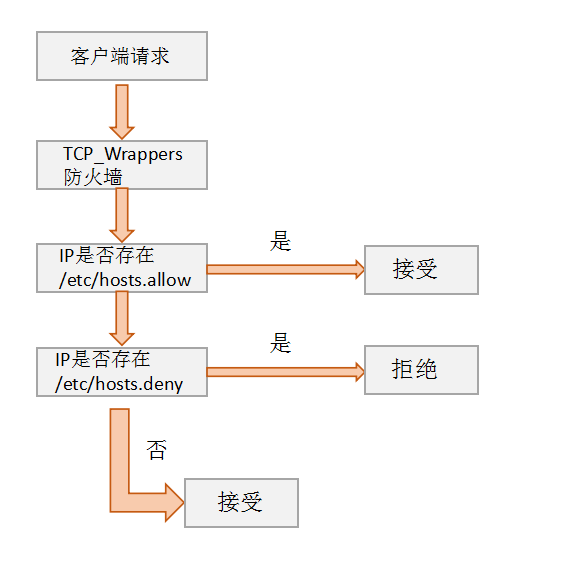 客户端请求
TCP_Wrappers
防火墙
IP是否存在
/etc/hosts.allow
是
接受
IP是否存在
/etc/hosts.deny
是
拒绝
否
接受